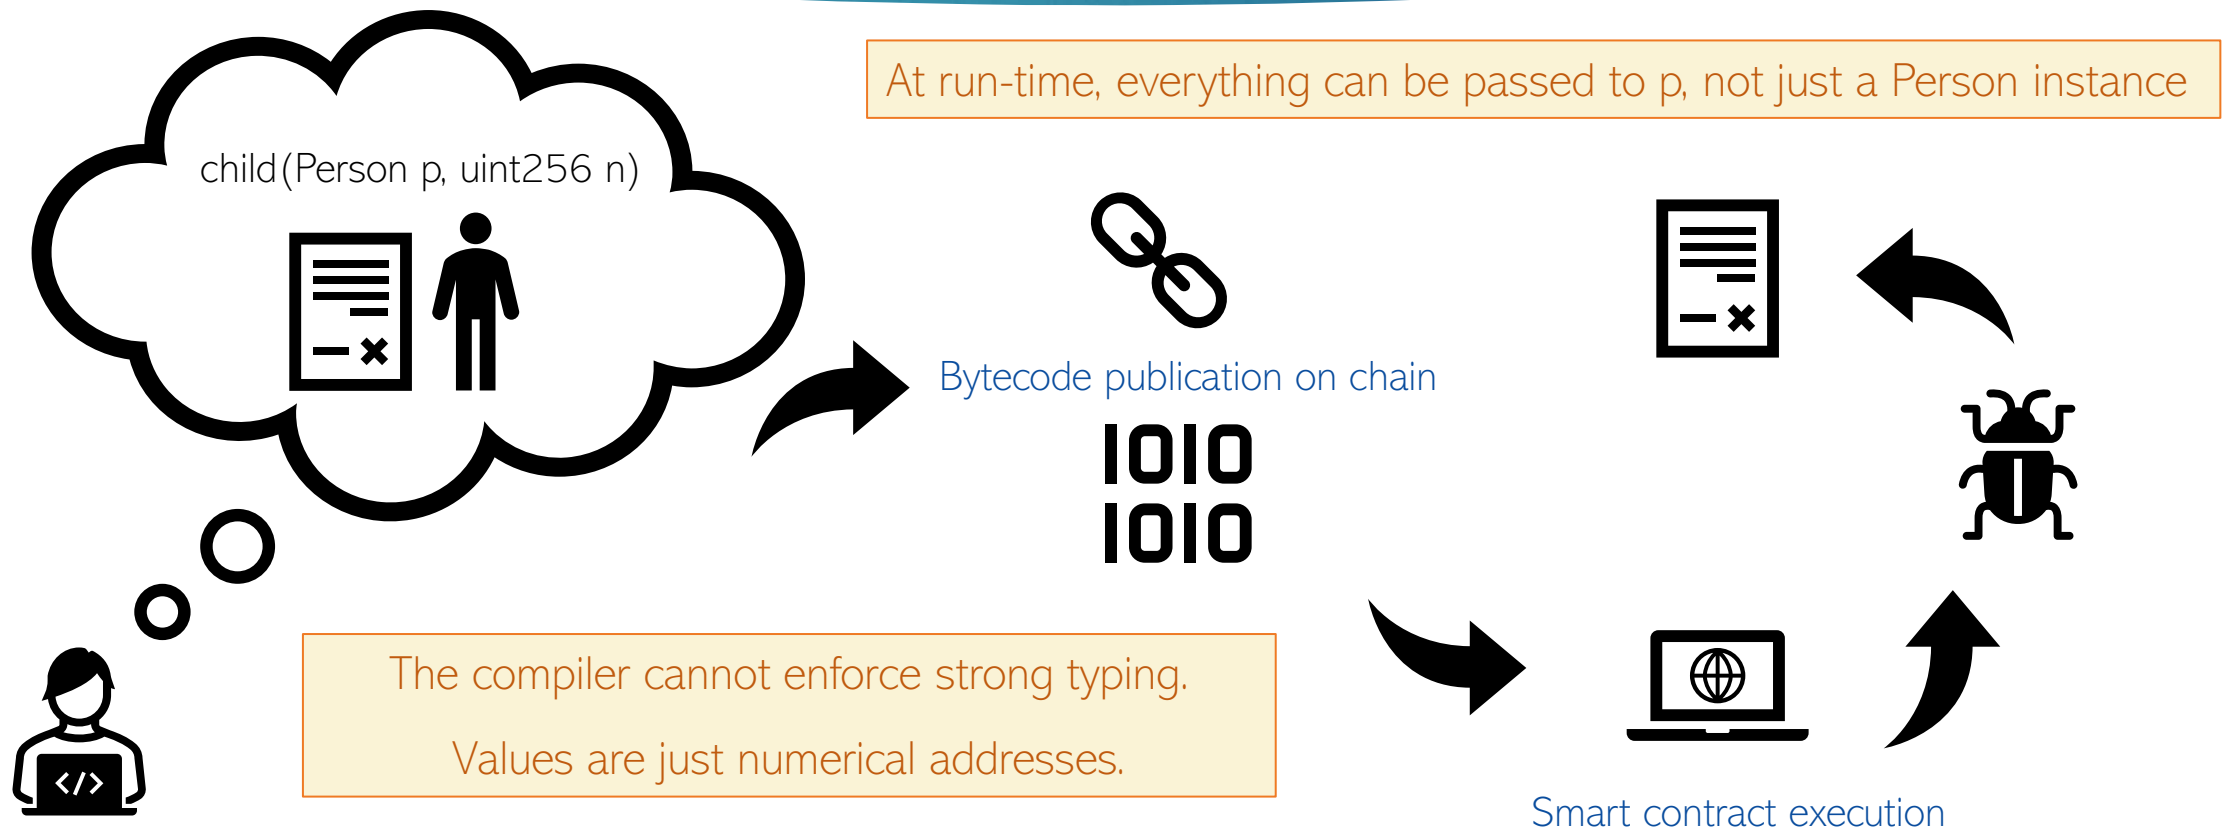 At run-time, everything can be passed to p, not just a Person instance
child(Person p, uint256 n)
Bytecode publication on chain
1010
1010
The compiler cannot enforce strong typing.
Values are just numerical addresses.
</>
Smart contract execution